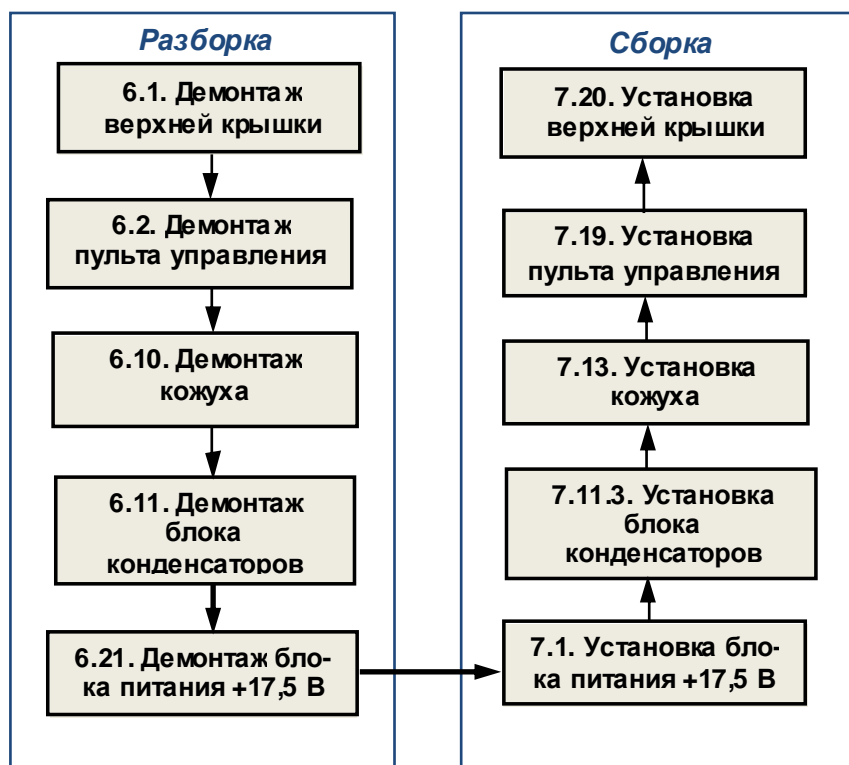 Разборка
6.1. Демонтаж
верхней крышки
6.2. Демонтаж
пульта управления
6.10. Демонтаж
кожуха
6.11. Демонтаж
блока
конденсаторов
6.21. Демонтаж бло-
ка питания +17,5 В
Сборка
7.20. Установка
верхней крышки
7.19. Установка
пульта управления
7.13. Установка
кожуха
7.11.3. Установка
блока
конденсаторов
7.1. Установка бло-
ка питания +17,5 В